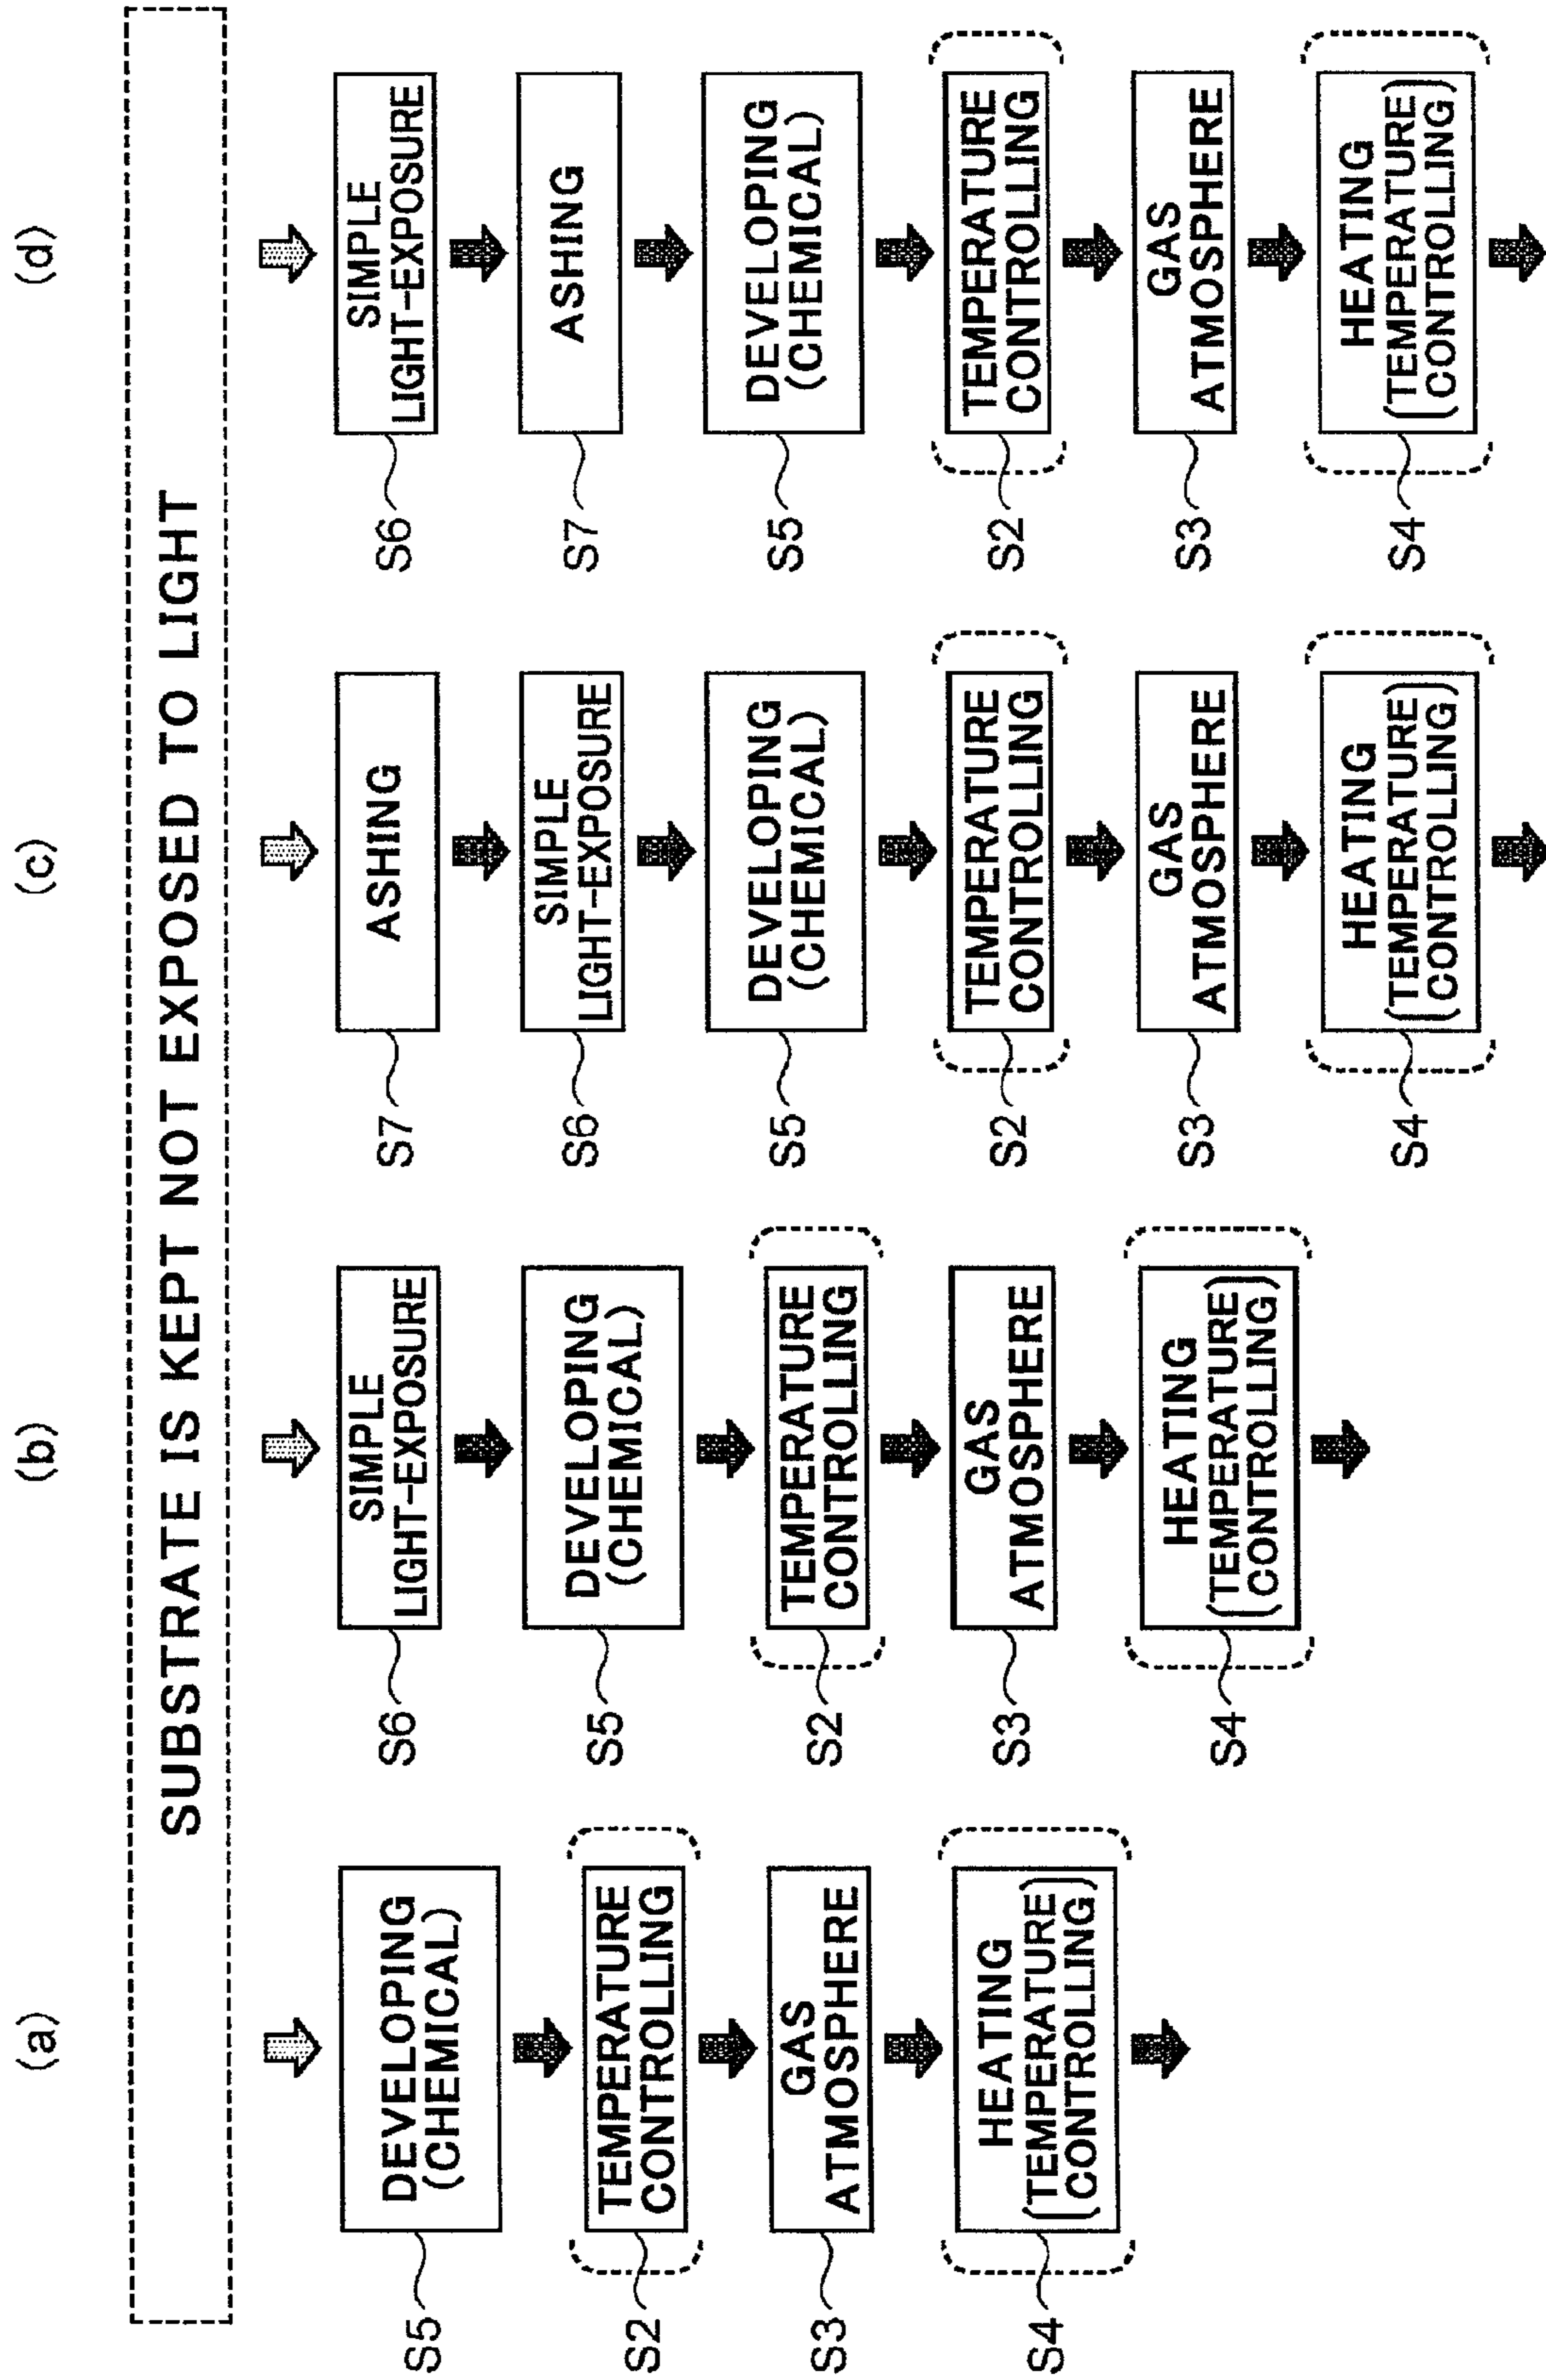 (a)
(b)
(c)
(d)
SUBSTRATE IS KEPT NOT EXPOSED TO LIGHT
DEVELOPING
(CHEMICAL)
S5
TEMPERATURE
CONTROLLING
S2
GAS
ATMOSPHERE
S3
HEATING
(TEMPERATURE
CONTROLLING)
S4
SIMPLE
LIGHT-EXPOSURE
S6
DEVELOPING
(CHEMICAL)
S5
TEMPERATURE
CONTROLLING
S2
GAS
ATMOSPHERE
S3
HEATING
(TEMPERATURE
CONTROLLING)
S4
ASHING
S7
SIMPLE
LIGHT-EXPOSURE
S6
DEVELOPING
(CHEMICAL)
S5
TEMPERATURE
CONTROLLING
S2
GAS
ATMOSPHERE
S3
HEATING
(TEMPERATURE
CONTROLLING)
S4
SIMPLE
LIGHT-EXPOSURE
S6
ASHING
S7
DEVELOPING
(CHEMICAL)
S5
TEMPERATURE
CONTROLLING
S2
GAS
ATMOSPHERE
S3
HEATING
(TEMPERATURE
CONTROLLING)
S4